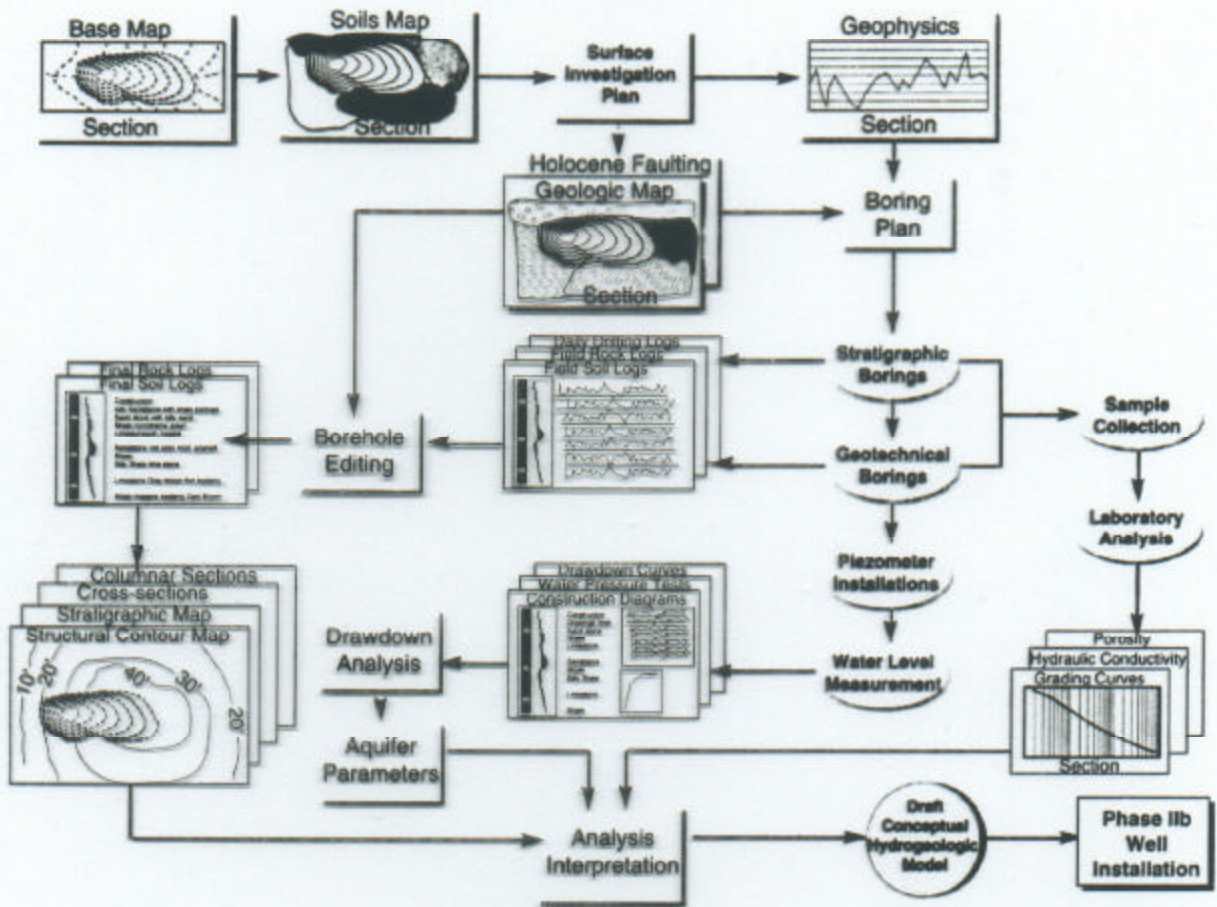 Base Map
Section
Soils Map
Section
Surface
Investigation
Plan
Geophysics
Section
Holocene Faulting
Geologic Map
Section
Boring
Plan
Daily Drilling Logs
Field Rock Logs
Field Soil Logs
Stratigraphic
Borings
Final Rock Logs
Final Soil Logs
Construction
Borehole
Editing
Geotechnical
Borings
Sample
Collection
Laboratory
Analysis
Piezometer
Installations
Columnar Sections
Cross-sections
Stratigraphic Map
Structural Contour Map
10'
20'
40'
30'
20'
Drawdown
Analysis
Drawdown Curves
Water Pressure Tests
Construction Diagrams
Construction
Water Level
Measurement
Porosity
Hydraulic Conductivity
Grading Curves
Section
Aquifer
Parameters
Analysis
Interpretation
Draft
Conceptual
Hydrogeologic
Model
Phase IIb
Well
Installation